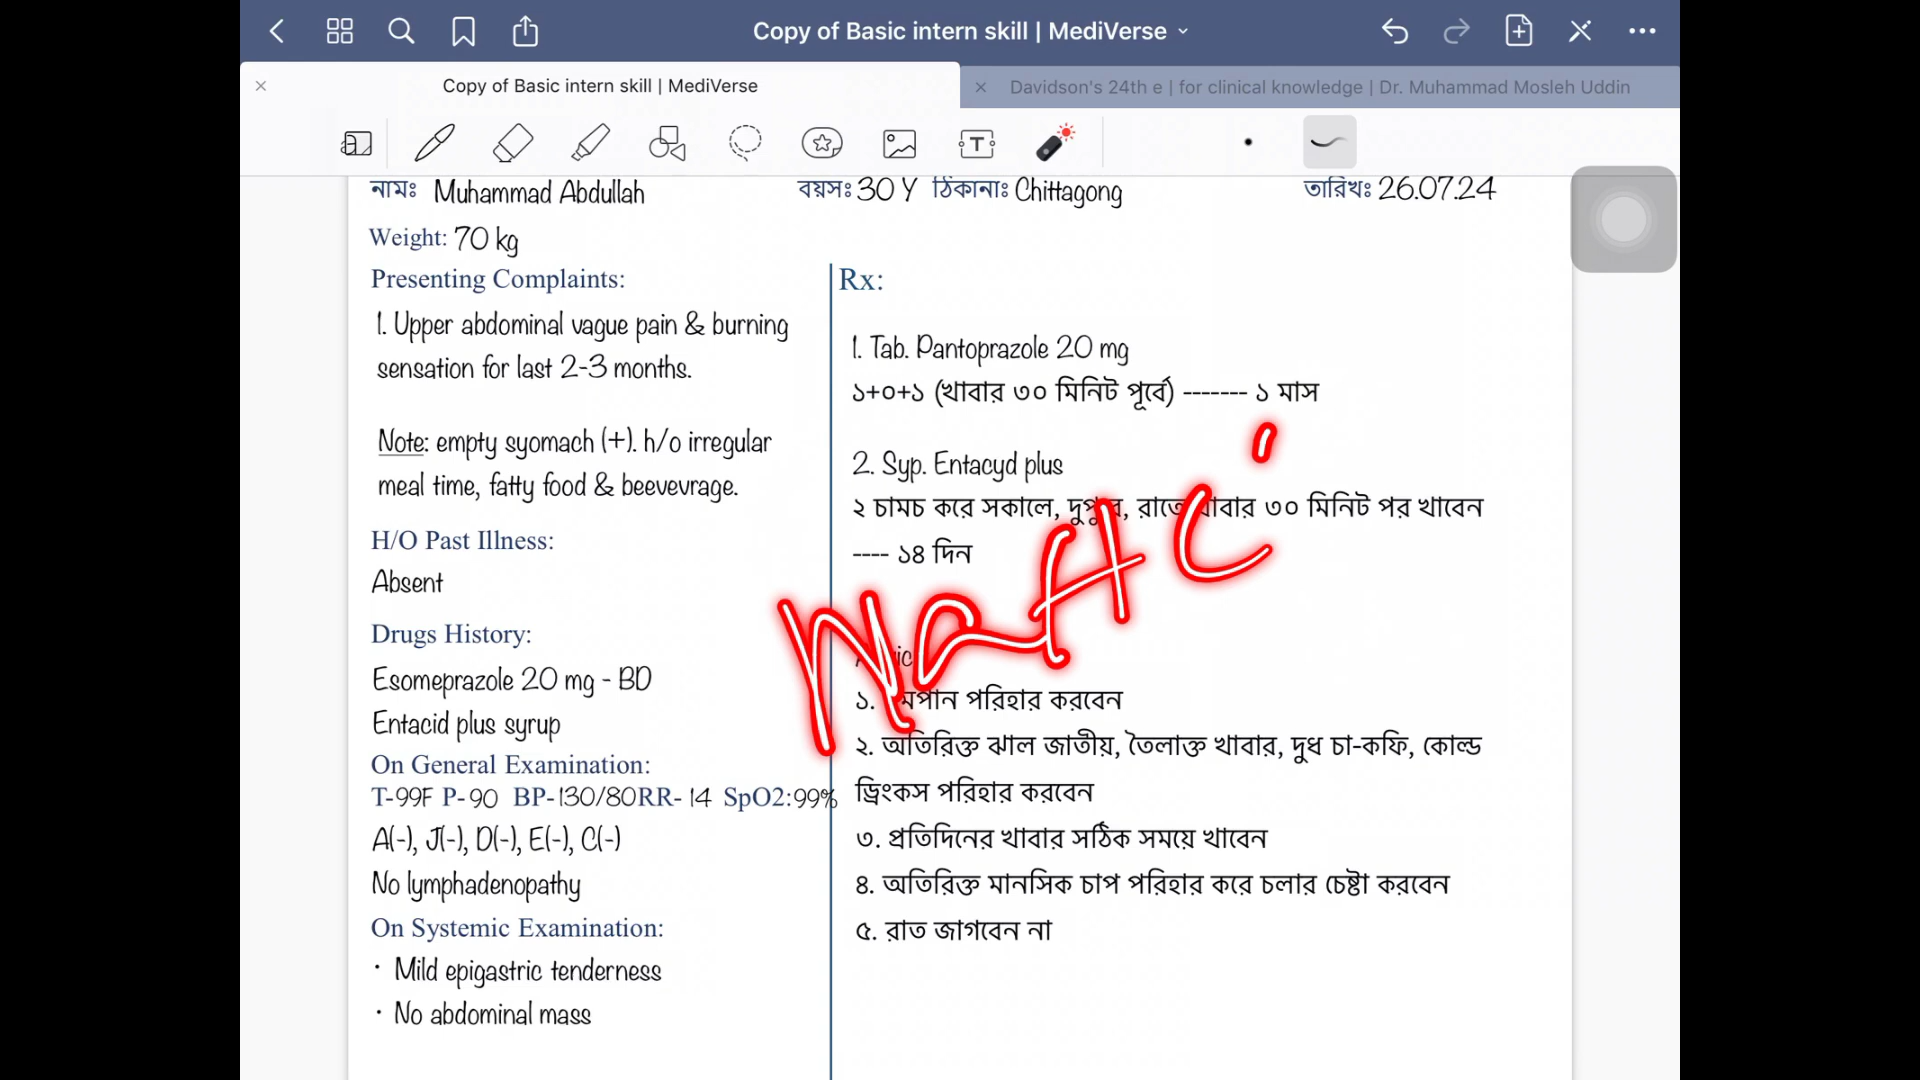 Copy of Basic intern skill | MediVerse
Copy of Basic intern skill | MediVerse
Davidson's 24th e | for clinical knowledge | Dr. Muhammad Mosleh Uddin
নামঃ Muhammad Abdullah বয়সঃ 30 Y ঠিকানাঃ Chittagong তারিখঃ 26.07.24
Weight: 70 kg
Presenting Complaints:
1. Upper abdominal vague pain & burning
sensation for last 2-3 months.
Note: empty syomach (+). h/o irregular
meal time, fatty food & beevevrage.
H/O Past Illness:
Absent
Drugs History:
Esomeprazole 20 mg - BD
Entacid plus syrup
On General Examination:
T-99F P-90 BP-130/80 RR-14 SpO2:99%
A(-), J(-), D(-), E(-), C(-)
No lymphadenopathy
On Systemic Examination:
· Mild epigastric tenderness
· No abdominal mass
Rx:
1. Tab. Pantoprazole 20 mg
১+০+১ (খাবার ৩০ মিনিট পূর্বে) ------- ১ মাস
2. Syp. Entacyd plus
২ চামচ করে সকালে, দুপুর, রাতে খাবার ৩০ মিনিট পর খাবেন
---- ১৪ দিন
১. পরিহার করবেন
২. অতিরিক্ত ঝাল জাতীয়, তৈলাক্ত খাবার, দুধ চা-কফি, কোল্ড
ড্রিংকস পরিহার করবেন
৩. প্রতিদিনের খাবার সঠিক সময়ে খাবেন
৪. অতিরিক্ত মানসিক চাপ পরিহার করে চলার চেষ্টা করবেন
৫. রাত জাগবেন না